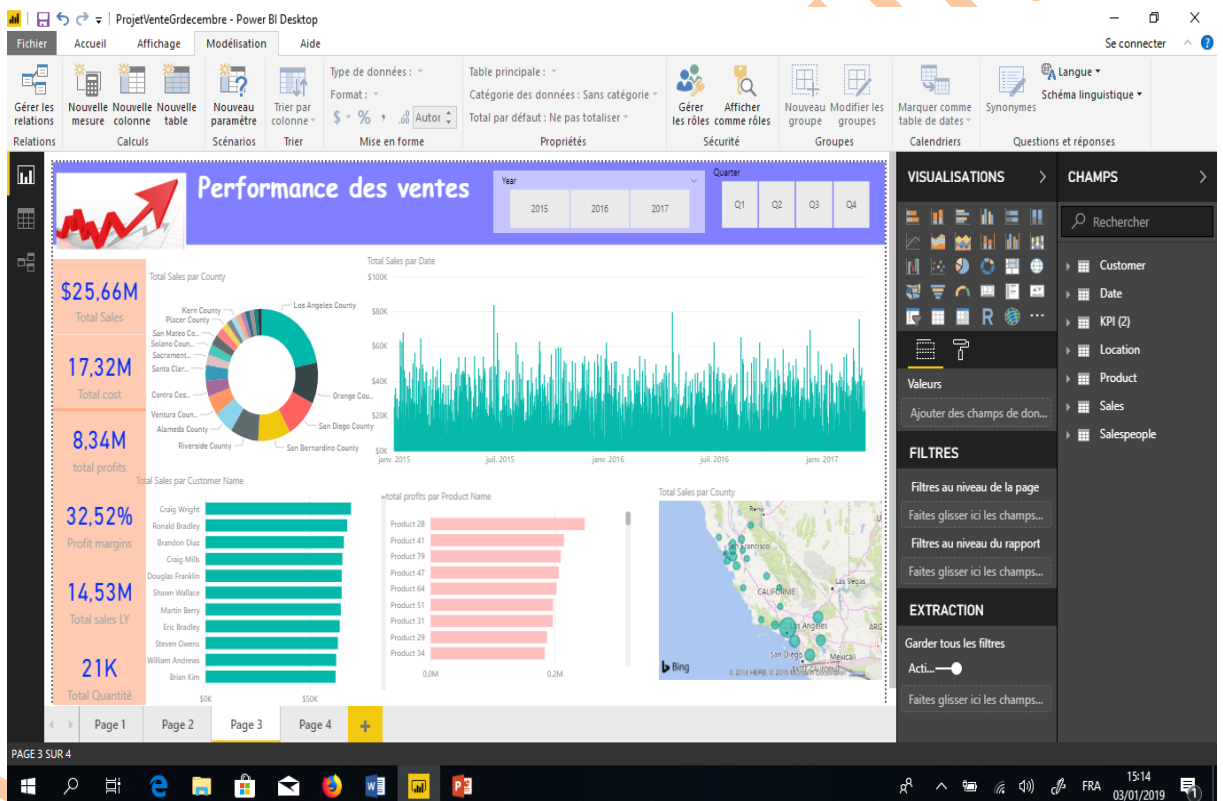 ProjetVenteGrdecembre - Power BI Desktop
Fichier Accueil Affichage Modélisation Aide Se connecter
Gérer les relations
Nouvelle mesure
Nouvelle colonne
Nouvelle table
Nouveau paramètre
Trier par colonne
Type de données :
Format :
$ % Autor
Table principale :
Catégorie des données : Sans catégorie
Total par défaut : Ne pas totaliser
Gérer les rôles
Afficher comme rôles
Nouveau groupe
Modifier les groupes
Marquer comme table de dates
Synonymes
Langue
Schéma linguistique
Relations Calculs Scénarios Trier Mise en forme Propriétés Sécurité Groupes Calendriers Questions et réponses
Performance des ventes
Year
2015 2016 2017
Quarter
Q1 Q2 Q3 Q4
$25,66M
Total Sales
17,32M
Total cost
8,34M
total profits
32,52%
Profit margins
14,53M
Total sales LY
21K
Total Quantité
Total Sales par County
Los Angeles County
Kern County
Placer County
San Mateo Co...
Solano Coun...
Sacrament...
Santa Clar...
Contra Cos...
Ventura Coun...
Alameda County
Riverside County
San Bernardino County
San Diego County
Orange Cou...
Total Sales par Date
$100K
$80K
$60K
$40K
$20K
$0K
janv. 2015 juil. 2015 janv. 2016 juil. 2016 janv. 2017
Total Sales par Customer Name
Craig Wright
Ronald Bradley
Brandon Diaz
Craig Mills
Douglas Franklin
Shawn Wallace
Martin Berry
Eric Bradley
Steven Owens
William Andrews
Brian Kim
$0K $50K
total profits par Product Name
Product 28
Product 41
Product 79
Product 47
Product 64
Product 51
Product 31
Product 29
Product 34
0,0M 0,2M
Total Sales par County
Reno
San Francisco
CALIFORNIE
Las Vegas
Los Angeles
ARIZ
San Diego
Mexicali
Bing
VISUALISATIONS
R
Valeurs
Ajouter des champs de don...
FILTRES
Filtres au niveau de la page
Faites glisser ici les champs...
Filtres au niveau du rapport
Faites glisser ici les champs...
EXTRACTION
Garder tous les filtres
Acti...
Faites glisser ici les champs...
CHAMPS
Rechercher
Customer
Date
KPI (2)
Location
Product
Sales
Salespeople
Page 1 Page 2 Page 3 Page 4 +
PAGE 3 SUR 4
FRA
15:14
03/01/2019